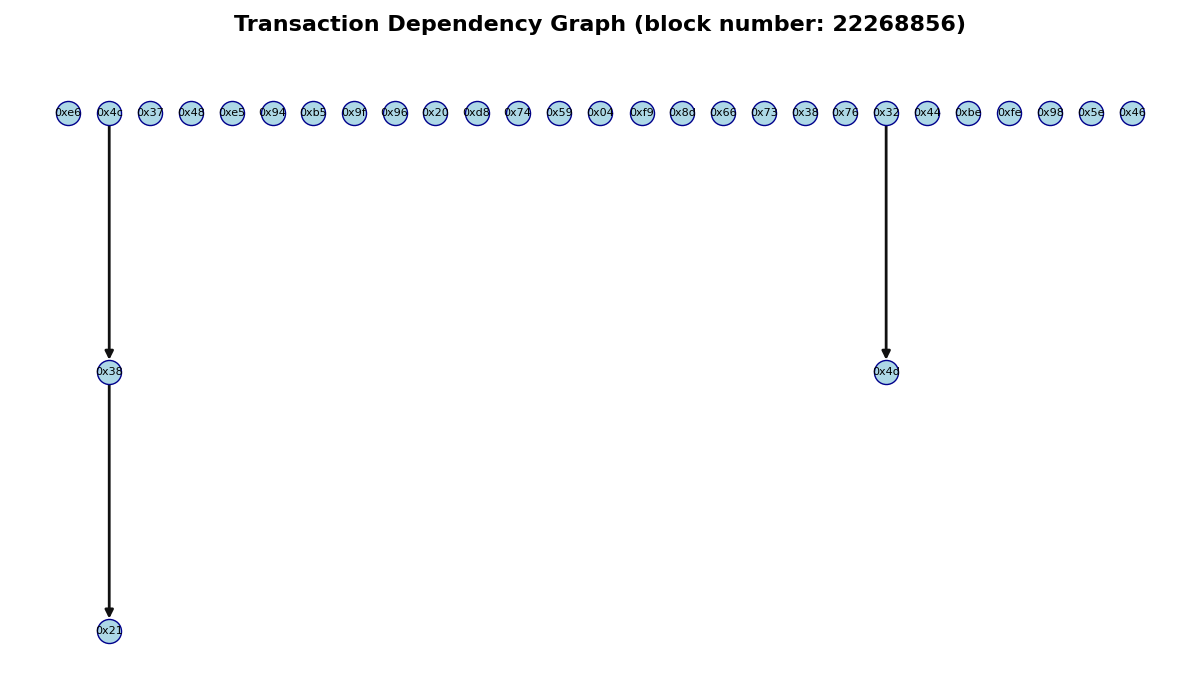 Transaction Dependency Graph (block number: 22268856)
0xe6 0x4c 0x37 0x48 0xe5 0x94 0xb5 0x9f 0x96 0x20 0xd8 0x74 0x59 0x04 0xf9 0x8d 0x66 0x73 0x38 0x76 0x32 0x44 0xbe 0xfe 0x98 0x5e 0x46
0x38 0x4d
0x21